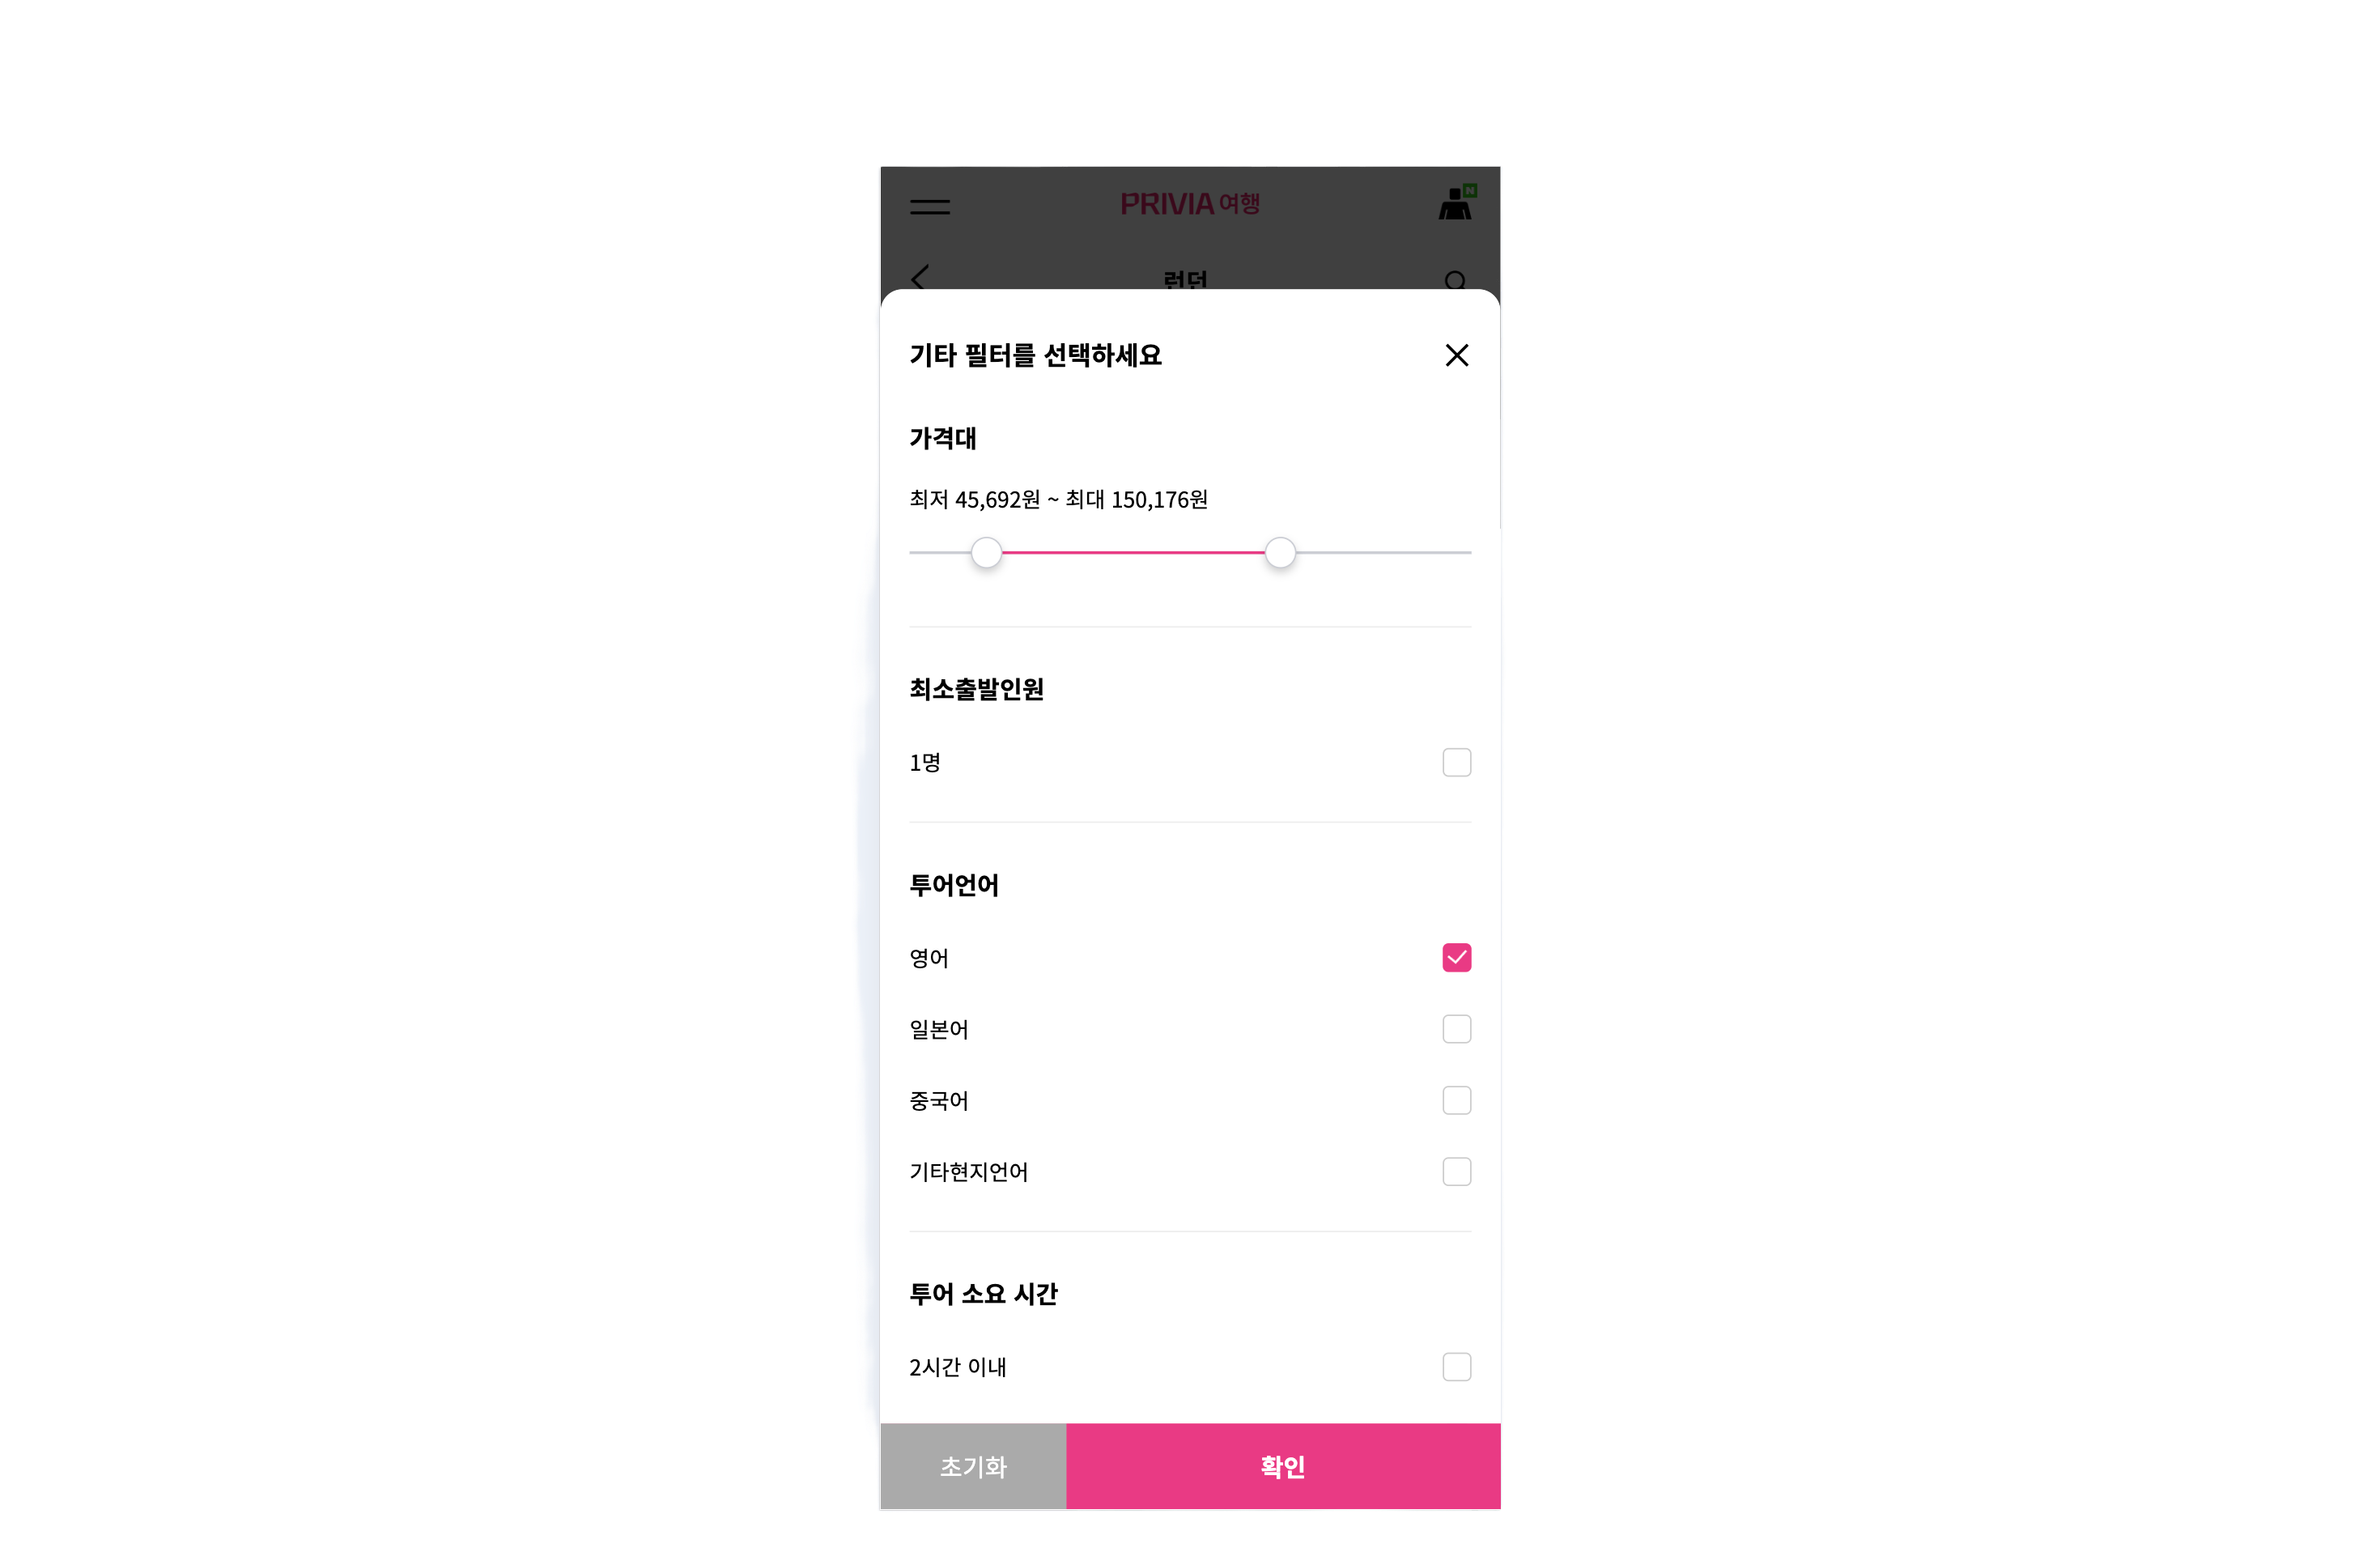 PRIVIA 여행
N
런던
기타 필터를 선택하세요
가격대
최저 45,692원 ~ 최대 150,176원
최소출발인원
1명
투어언어
영어
일본어
중국어
기타현지언어
투어 소요 시간
2시간 이내
초기화
확인